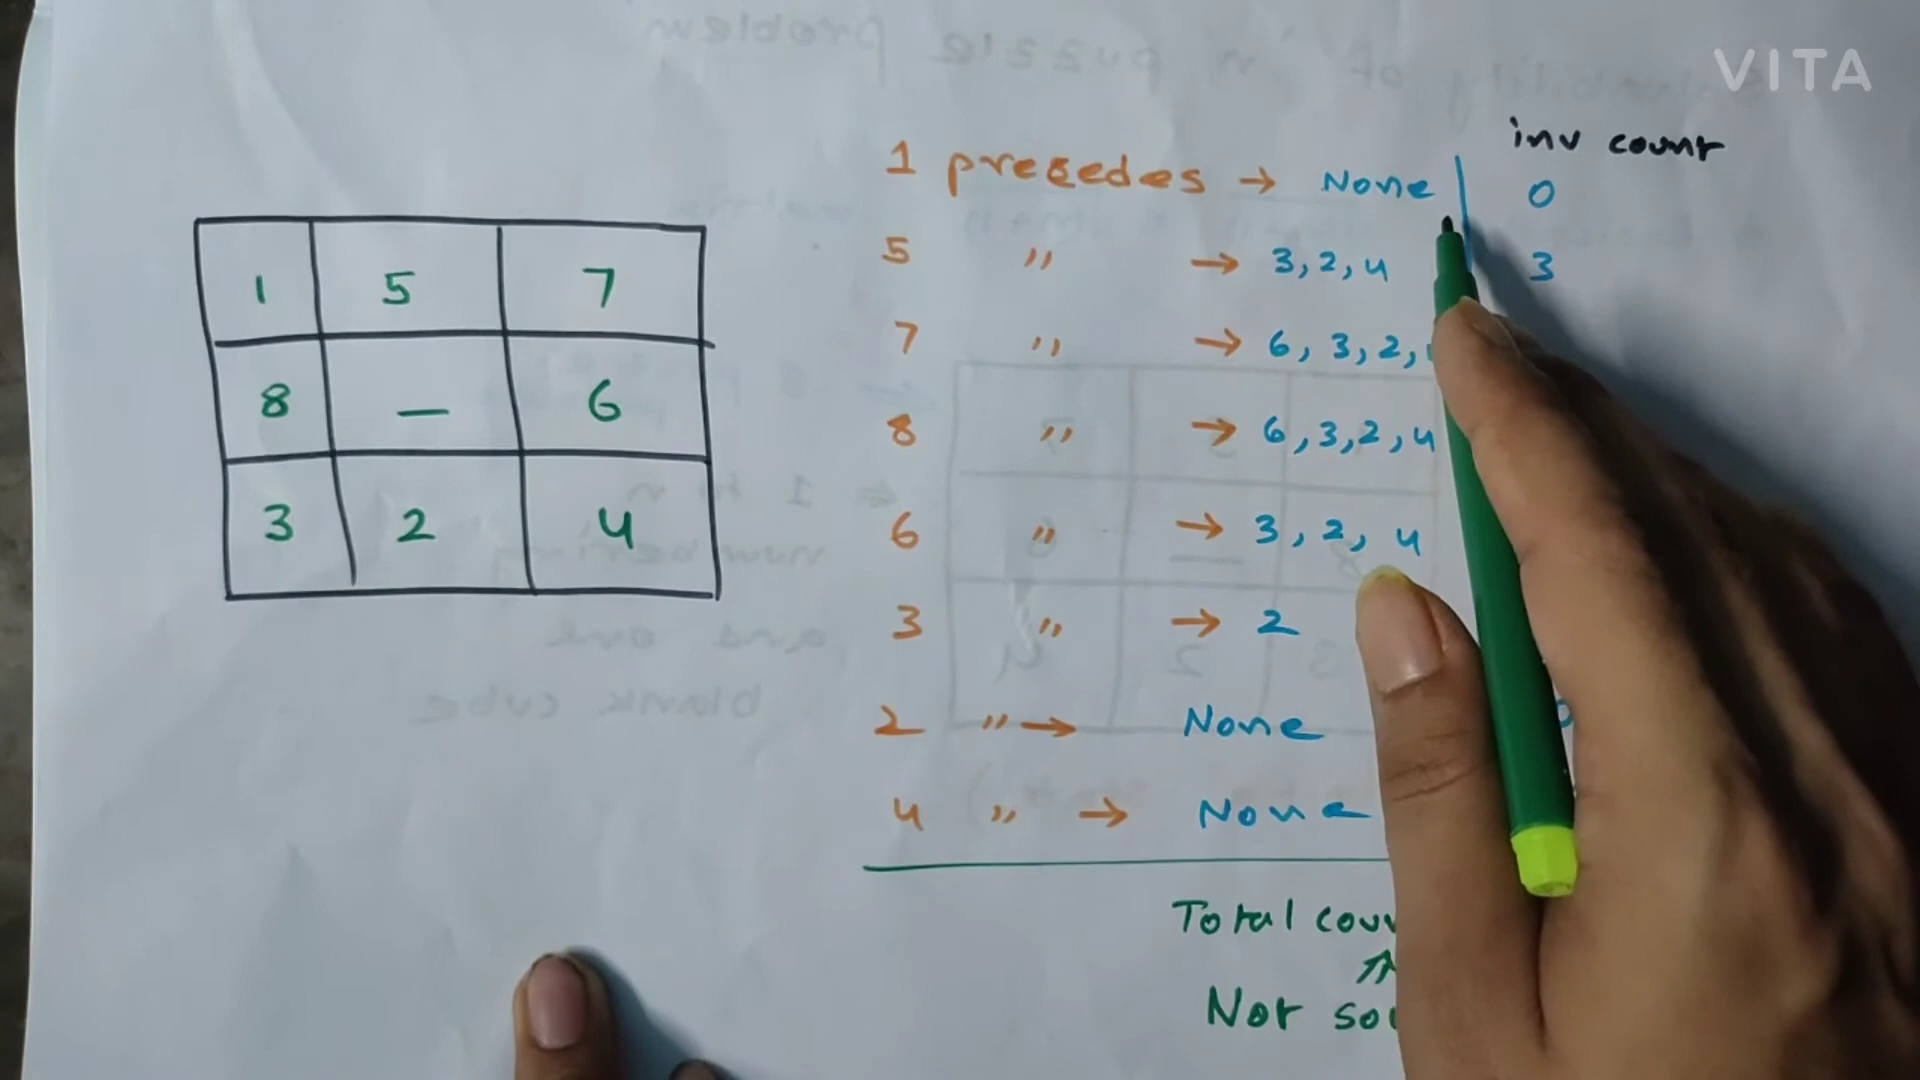 VITA
inv count
1 precedes → None 0
5 " → 3, 2, 4 3
7 " → 6, 3, 2,
8 " → 6, 3, 2, 4
6 " → 3, 2, 4
3 " → 2
2 " → None 0
4 " → None
Total
Not
1 5 7
8 _ 6
3 2 4